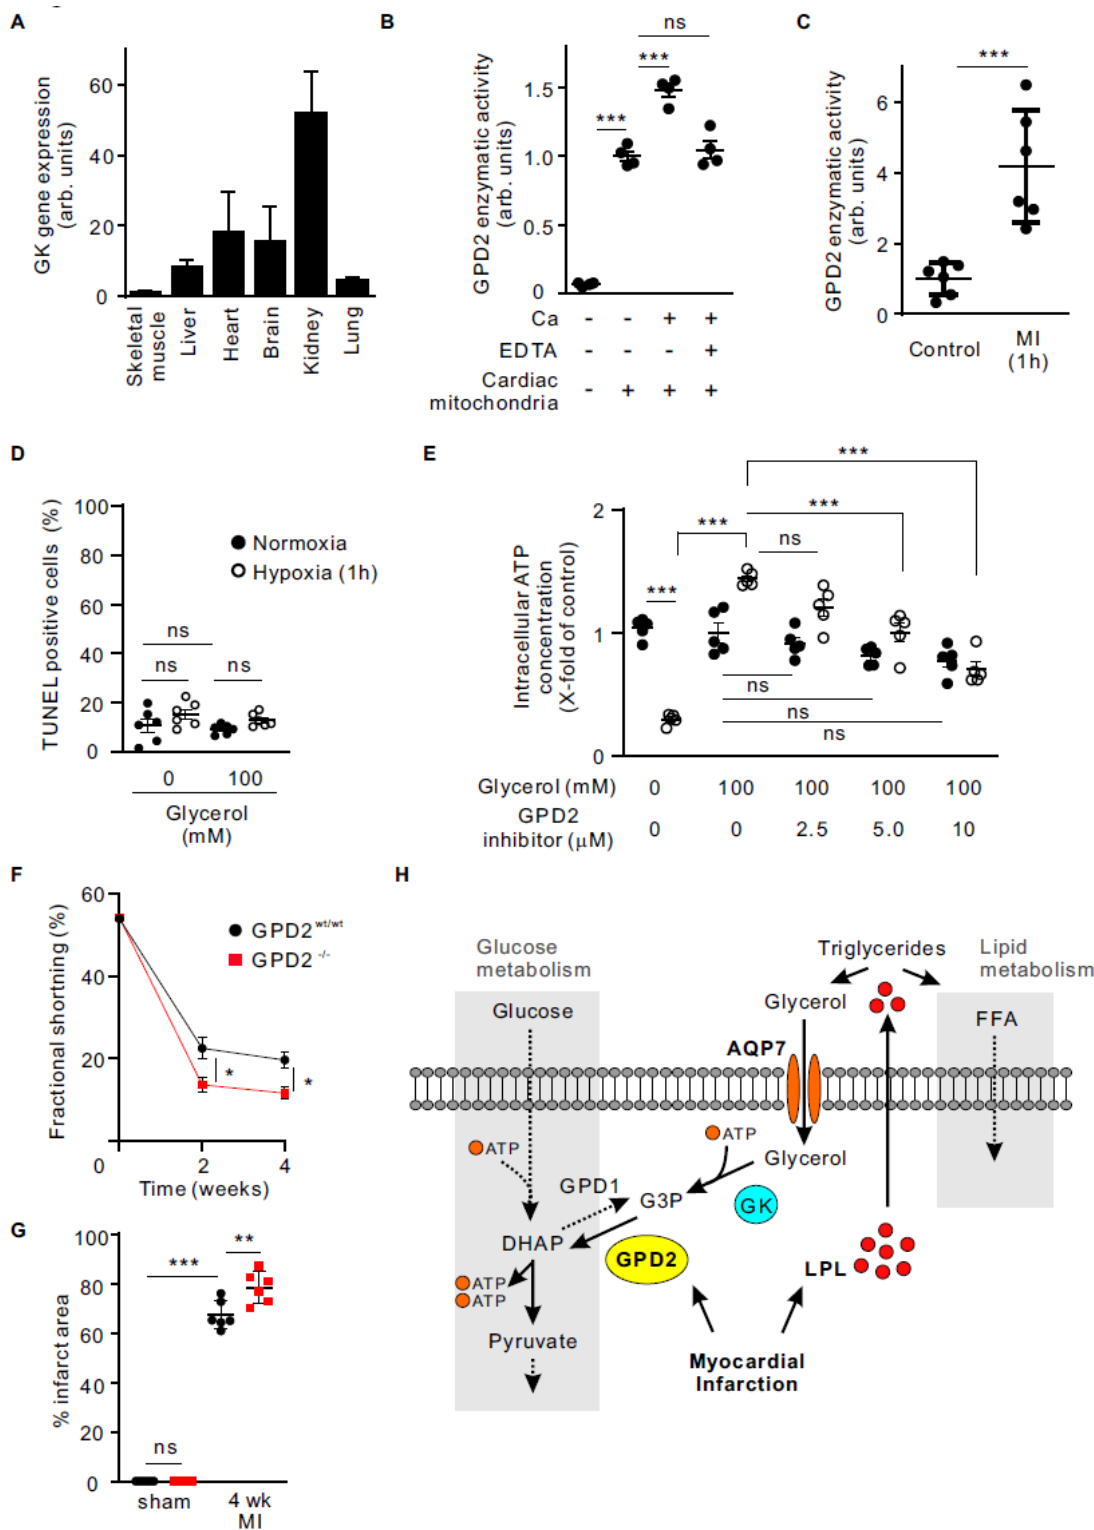 A
GK gene expression
(arb. units)
60
40
20
0
Skeletal
muscle
Liver
Heart
Brain
Kidney
Lung
B
GPD2 enzymatic activity
(arb. units)
1.5
1.0
0.5
0
ns
***
***
***
Ca - - + +
EDTA - - - +
Cardiac
mitochondria - + + +
C
GPD2 enzymatic activity
(arb. units)
6
4
2
0
***
Control
MI
(1h)
D
TUNEL positive cells (%)
100
80
60
40
20
0
Normoxia
Hypoxia (1h)
ns
ns
ns
0 100
Glycerol
(mM)
E
Intracellular ATP
concentration
(X-fold of control)
2
1
0
***
***
***
ns
***
ns
ns
ns
Glycerol (mM) 0 100 100 100 100
GPD2
inhibitor (μM) 0 0 2.5 5.0 10
F
Fractional shortning (%)
60
40
20
0
GPD2 wt/wt
GPD2 -/-
*
*
2 4
Time (weeks)
G
% infarct area
100
80
60
40
20
0
***
**
ns
sham
4 wk
MI
H
Glucose
metabolism
Triglycerides
Lipid
metabolism
Glucose
Glycerol
FFA
AQP7
ATP
ATP
Glycerol
GPD1
G3P
GK
DHAP
GPD2
LPL
ATP
ATP
Pyruvate
Myocardial
Infarction